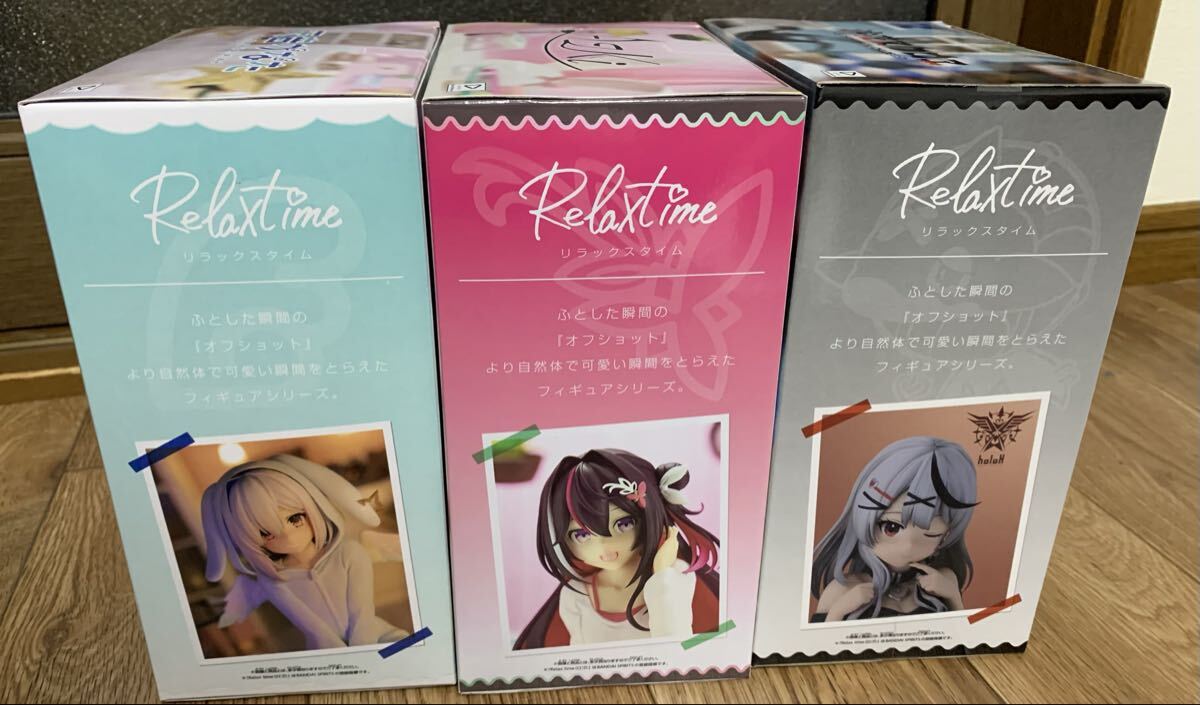 Relaxtime
リラックスタイム
ふとした瞬間の
『オフショット』
より自然体で可愛い瞬間をとらえた
フィギュアシリーズ。
Relaxtime
リラックスタイム
ふとした瞬間の
『オフショット』
より自然体で可愛い瞬間をとらえた
フィギュアシリーズ。
Relaxtime
リラックスタイム
ふとした瞬間の
『オフショット』
より自然体で可愛い瞬間をとらえた
フィギュアシリーズ。
holoX